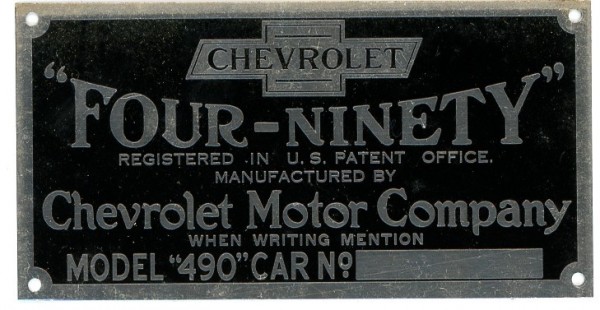 CHEVROLET
"FOUR-NINETY"
REGISTERED IN U.S. PATENT OFFICE.
MANUFACTURED BY
Chevrolet Motor Company
WHEN WRITING MENTION
MODEL "490" CAR Nº